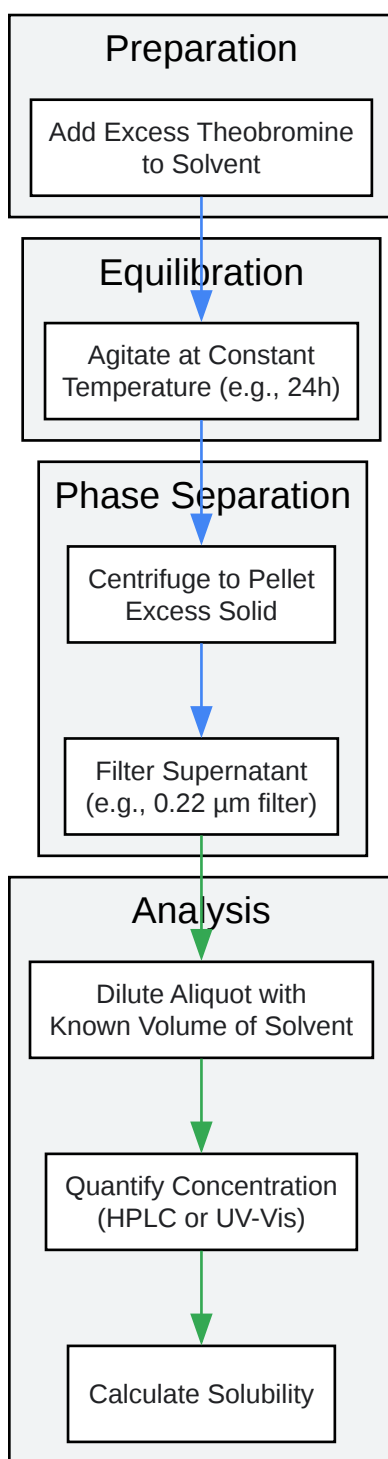 Preparation
Add Excess Theobromine
to Solvent
Equilibration
Agitate at Constant
Temperature (e.g., 24h)
Phase Separation
Centrifuge to Pellet
Excess Solid
Filter Supernatant
(e.g., 0.22 µm filter)
Analysis
Dilute Aliquot with
Known Volume of Solvent
Quantify Concentration
(HPLC or UV-Vis)
Calculate Solubility